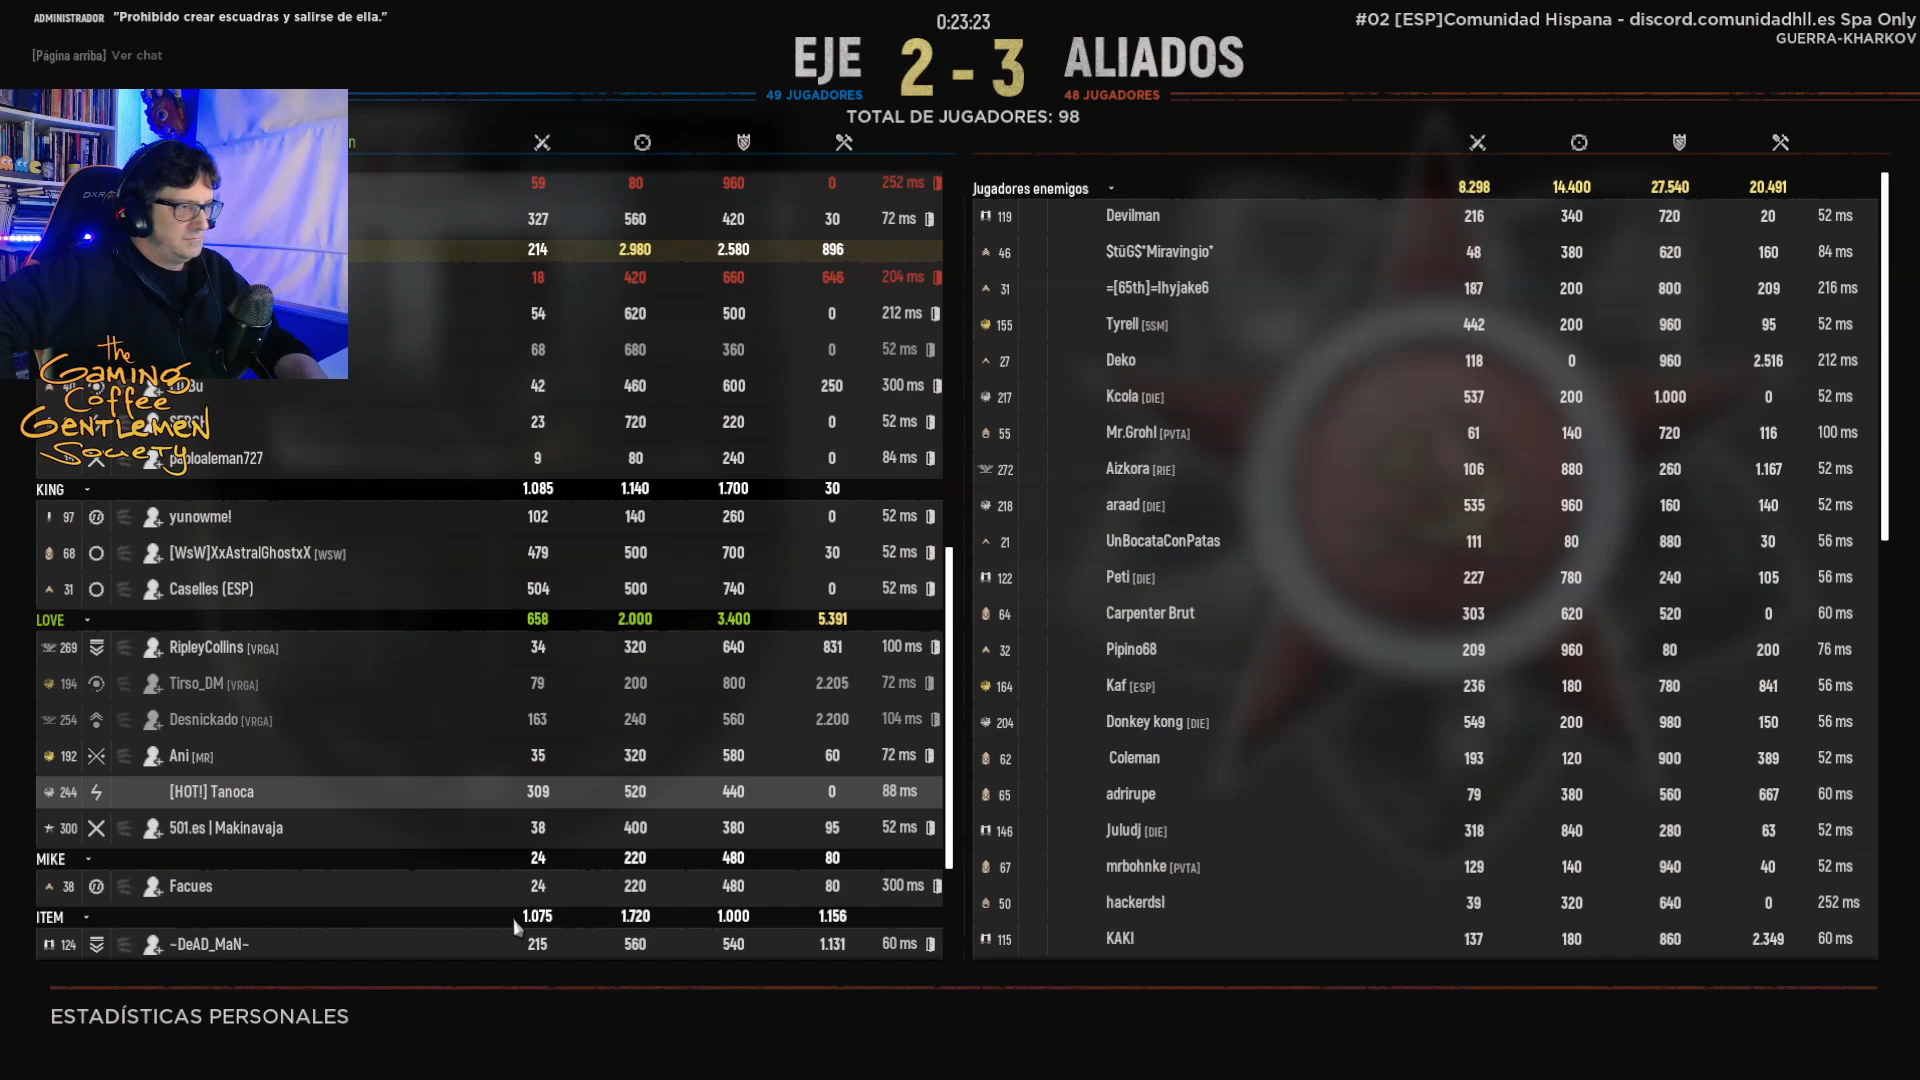 ADMINISTRADOR "Prohibido crear escuadras y salirse de ella."
[Página arriba] Ver chat
0:23:23
EJE 2 - 3 ALIADOS
49 JUGADORES 48 JUGADORES
TOTAL DE JUGADORES: 98
#02 [ESP]Comunidad Hispana - discord.comunidadhll.es Spa Only
GUERRA-KHARKOV
DXRA
The Gaming Coffee Gentlemen Society
n
59 80 960 0 252 ms
327 560 420 30 72 ms
214 2.980 2.580 896
18 420 660 646 204 ms
54 620 500 0 212 ms
68 680 360 0 52 ms
42 460 600 250 300 ms
23 720 220 0 52 ms
pabloaleman727 9 80 240 0 84 ms
KING 1.085 1.140 1.700 30
97 yunowme! 102 140 260 0 52 ms
68 [WsW]XxAstralGhostxX [WSW] 479 500 700 30 52 ms
31 Caselles (ESP) 504 500 740 0 52 ms
LOVE 658 2.000 3.400 5.391
269 RipleyCollins [VRGA] 34 320 640 831 100 ms
194 Tirso_DM [VRGA] 79 200 800 2.205 72 ms
254 Desnickado [VRGA] 163 240 560 2.200 104 ms
192 Ani [MR] 35 320 580 60 72 ms
244 [HOT!] Tanoca 309 520 440 0 88 ms
300 501.es | Makinavaja 38 400 380 95 52 ms
MIKE 24 220 480 80
38 Facues 24 220 480 80 300 ms
ITEM 1.075 1.720 1.000 1.156
124 ~DeAD_MaN~ 215 560 540 1.131 60 ms
Jugadores enemigos 8.298 14.400 27.540 20.491
119 Devilman 216 340 720 20 52 ms
46 $tüG$*Miravingio* 48 380 620 160 84 ms
31 =[65th]=lhyjake6 187 200 800 209 216 ms
155 Tyrell [5SM] 442 200 960 95 52 ms
27 Deko 118 0 960 2.516 212 ms
217 Kcola [DIE] 537 200 1.000 0 52 ms
55 Mr.Grohl [PVTA] 61 140 720 116 100 ms
272 Aizkora [RIE] 106 880 260 1.167 52 ms
218 araad [DIE] 535 960 160 140 52 ms
21 UnBocataConPatas 111 80 880 30 56 ms
122 Peti [DIE] 227 780 240 105 56 ms
64 Carpenter Brut 303 620 520 0 60 ms
32 Pipino68 209 960 80 200 76 ms
164 Kaf [ESP] 236 180 780 841 56 ms
204 Donkey kong [DIE] 549 200 980 150 56 ms
62 Coleman 193 120 900 389 52 ms
65 adrirupe 79 380 560 667 60 ms
146 Juludj [DIE] 318 840 280 63 52 ms
67 mrbohnke [PVTA] 129 140 940 40 52 ms
50 hackerdsl 39 320 640 0 252 ms
115 KAKI 137 180 860 2.349 60 ms
ESTADÍSTICAS PERSONALES